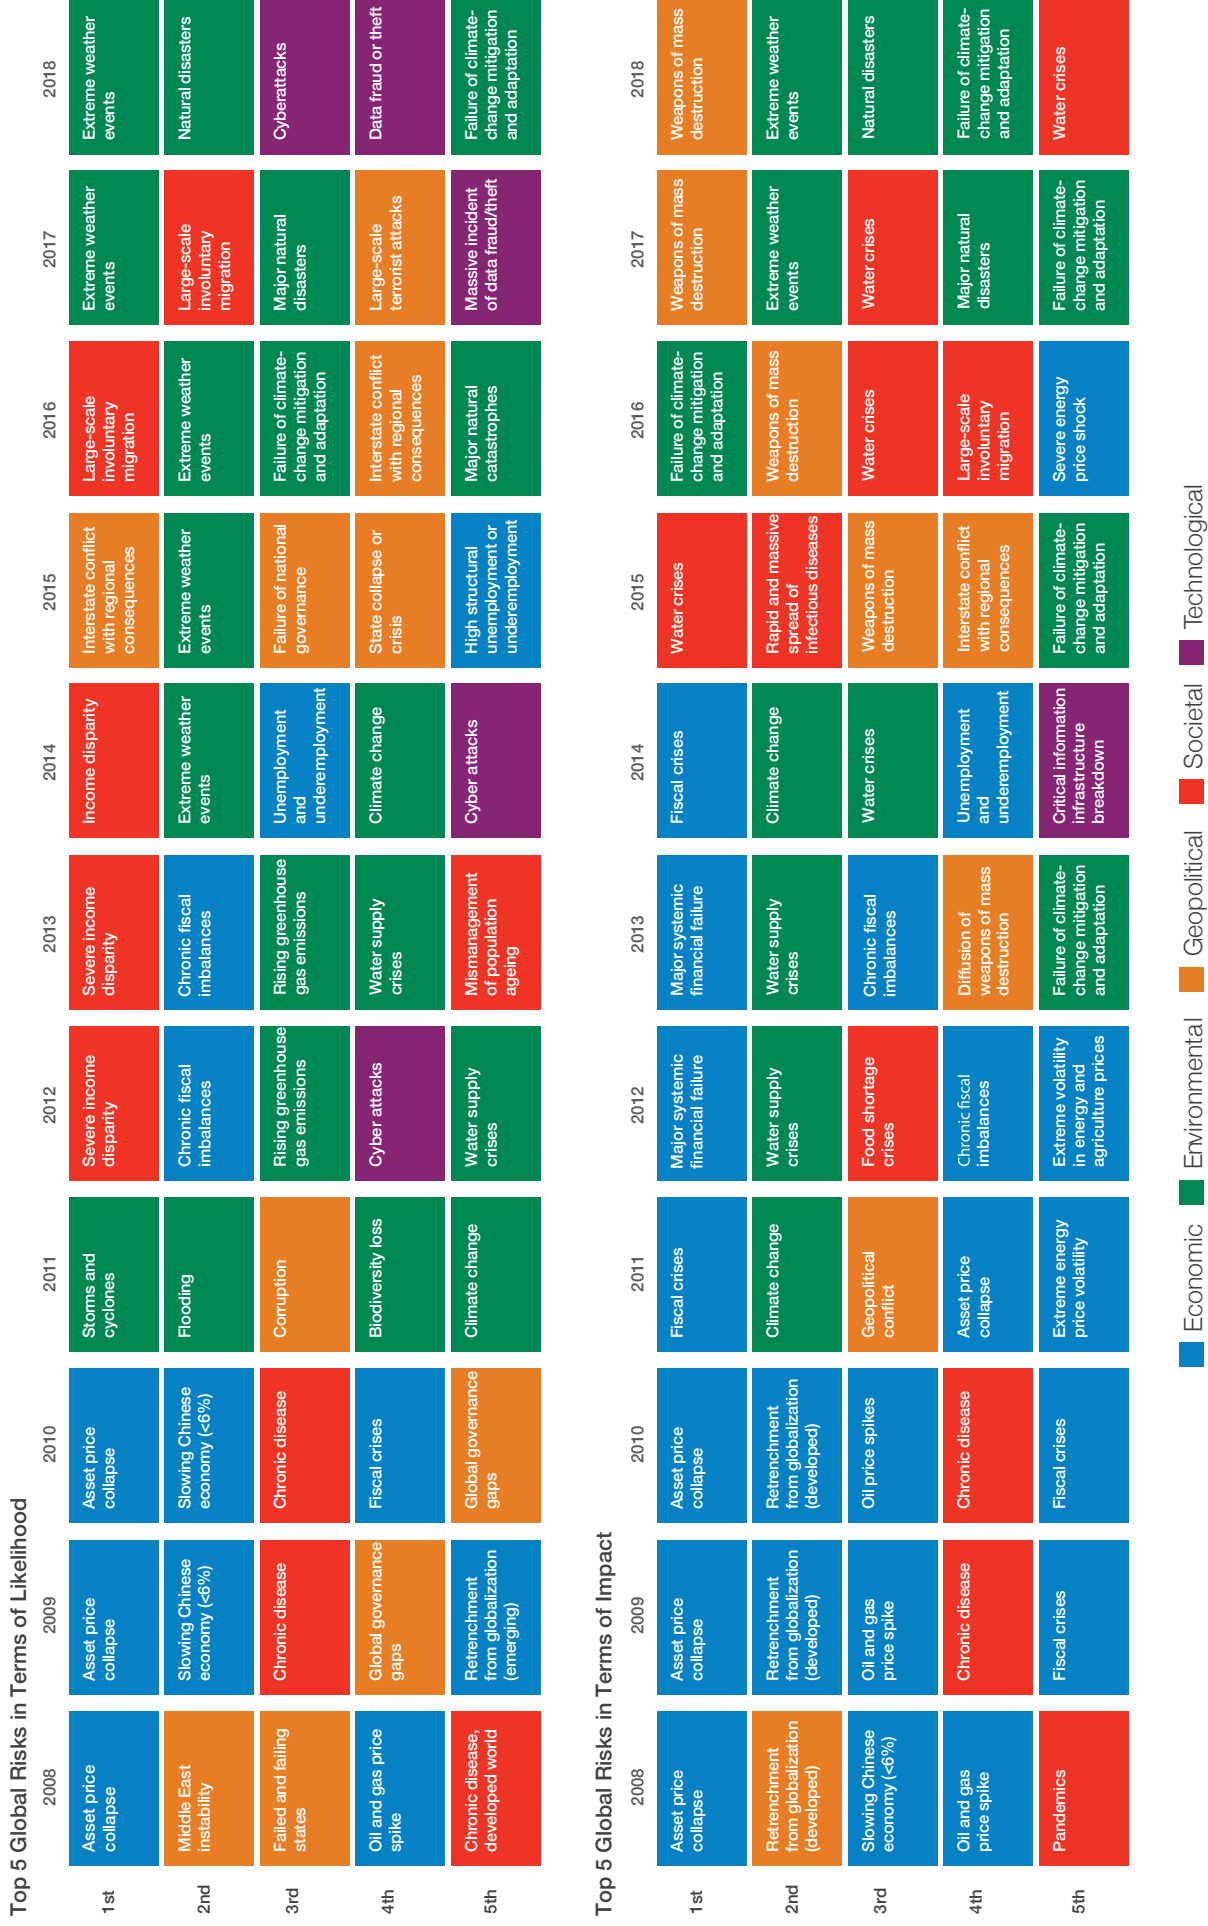 Top 5 Global Risks in Terms of Likelihood
2008
2009
2010
2011
2012
2013
2014
2015
2016
2017
2018
1st
Asset price
collapse
Asset price
collapse
Asset price
collapse
Storms and
cyclones
Severe income
disparity
Severe income
disparity
Income disparity
Interstate conflict
with regional
consequences
Large-scale
involuntary
migration
Extreme weather
events
Extreme weather
events
2nd
Middle East
instability
Slowing Chinese
economy (<6%)
Slowing Chinese
economy (<6%)
Flooding
Chronic fiscal
imbalances
Chronic fiscal
imbalances
Extreme weather
events
Extreme weather
events
Extreme weather
events
Large-scale
involuntary
migration
Natural disasters
3rd
Failed and failing
states
Chronic disease
Chronic disease
Corruption
Rising greenhouse
gas emissions
Rising greenhouse
gas emissions
Unemployment
and
underemployment
Failure of national
governance
Failure of climate-
change mitigation
and adaptation
Major natural
disasters
Cyberattacks
4th
Oil and gas price
spike
Global governance
gaps
Fiscal crises
Biodiversity loss
Cyber attacks
Water supply
crises
Climate change
State collapse or
crisis
Interstate conflict
with regional
consequences
Large-scale
terrorist attacks
Data fraud or theft
5th
Chronic disease,
developed world
Retrenchment
from globalization
(emerging)
Global governance
gaps
Climate change
Water supply
crises
Mismanagement
of population
ageing
Cyber attacks
High structural
unemployment or
underemployment
Major natural
catastrophes
Massive incident
of data fraud/theft
Failure of climate-
change mitigation
and adaptation
Top 5 Global Risks in Terms of Impact
2008
2009
2010
2011
2012
2013
2014
2015
2016
2017
2018
1st
Asset price
collapse
Asset price
collapse
Asset price
collapse
Fiscal crises
Major systemic
financial failure
Major systemic
financial failure
Fiscal crises
Water crises
Failure of climate-
change mitigation
and adaptation
Weapons of mass
destruction
Weapons of mass
destruction
2nd
Retrenchment
from globalization
(developed)
Retrenchment
from globalization
(developed)
Retrenchment
from globalization
(developed)
Climate change
Water supply
crises
Water supply
crises
Climate change
Rapid and massive
spread of
infectious diseases
Weapons of mass
destruction
Extreme weather
events
Extreme weather
events
3rd
Slowing Chinese
economy (<6%)
Oil and gas
price spike
Oil price spikes
Geopolitical
conflict
Food shortage
crises
Chronic fiscal
imbalances
Water crises
Weapons of mass
destruction
Water crises
Water crises
Natural disasters
4th
Oil and gas
price spike
Chronic disease
Chronic disease
Asset price
collapse
Chronic fiscal
imbalances
Diffusion of
weapons of mass
destruction
Unemployment
and
underemployment
Interstate conflict
with regional
consequences
Large-scale
involuntary
migration
Major natural
disasters
Failure of climate-
change mitigation
and adaptation
5th
Pandemics
Fiscal crises
Fiscal crises
Extreme energy
price volatility
Extreme volatility
in energy and
agriculture prices
Failure of climate-
change mitigation
and adaptation
Critical information
infrastructure
breakdown
Failure of climate-
change mitigation
and adaptation
Severe energy
price shock
Failure of climate-
change mitigation
and adaptation
Water crises
Economic
Environmental
Geopolitical
Societal
Technological